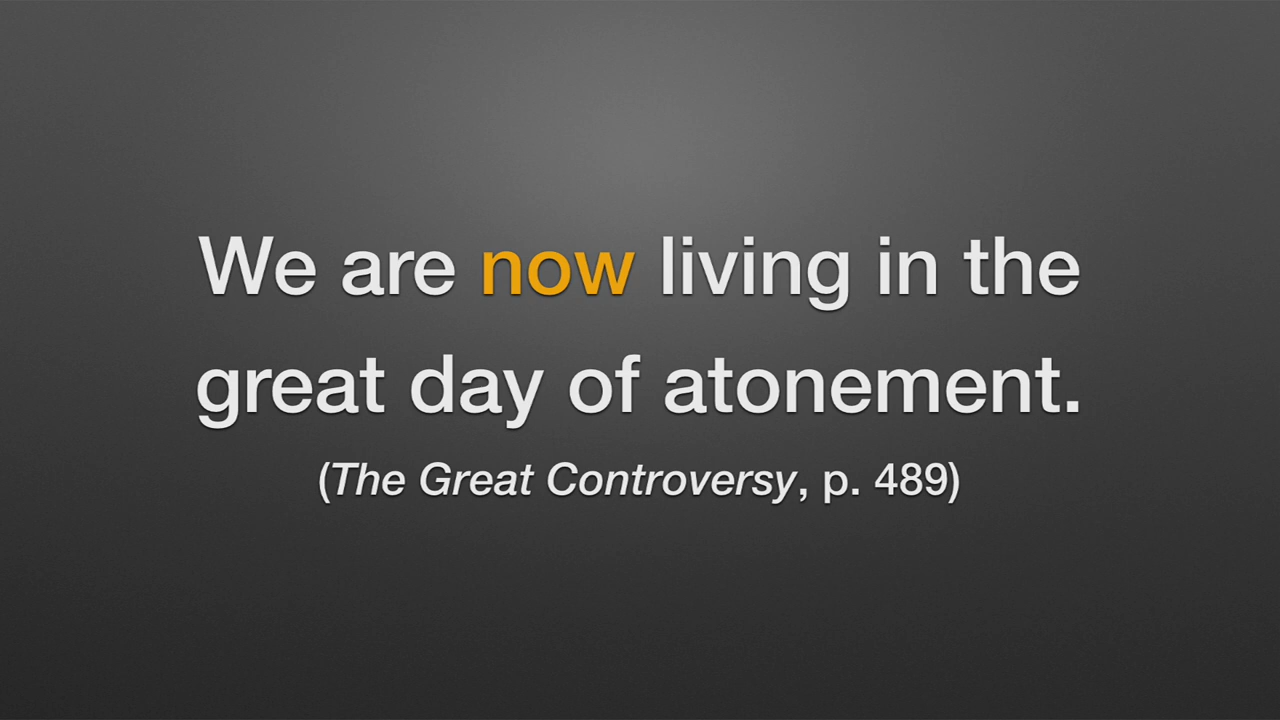 We are now living in the
great day of atonement.
(The Great Controversy, p. 489)